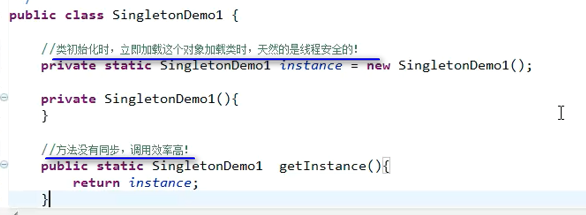 public class SingletonDemo1 {
//类初始化时，立即加载这个对象加载类时，天然的是线程安全的！
private static SingletonDemo1 instance = new SingletonDemo1();
private SingletonDemo1(){
}
//方法没有同步，调用效率高！
public static SingletonDemo1  getInstance(){
return instance;
}